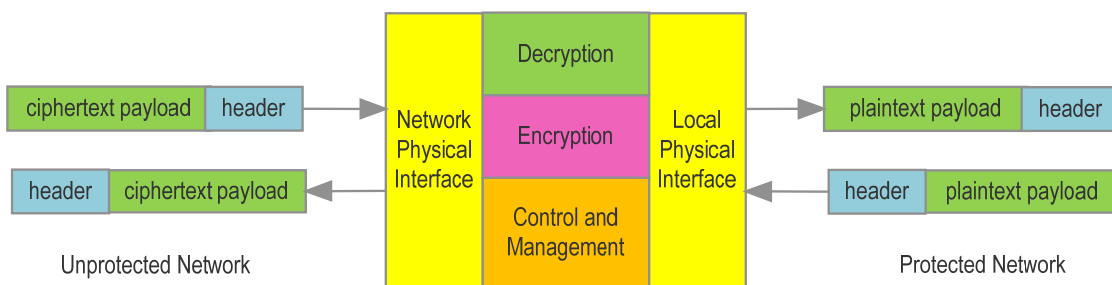 ciphertext payload
header
header
ciphertext payload
Unprotected Network
Network
Physical
Interface
Decryption
Encryption
Control and
Management
Local
Physical
Interface
plaintext payload
header
header
plaintext payload
Protected Network